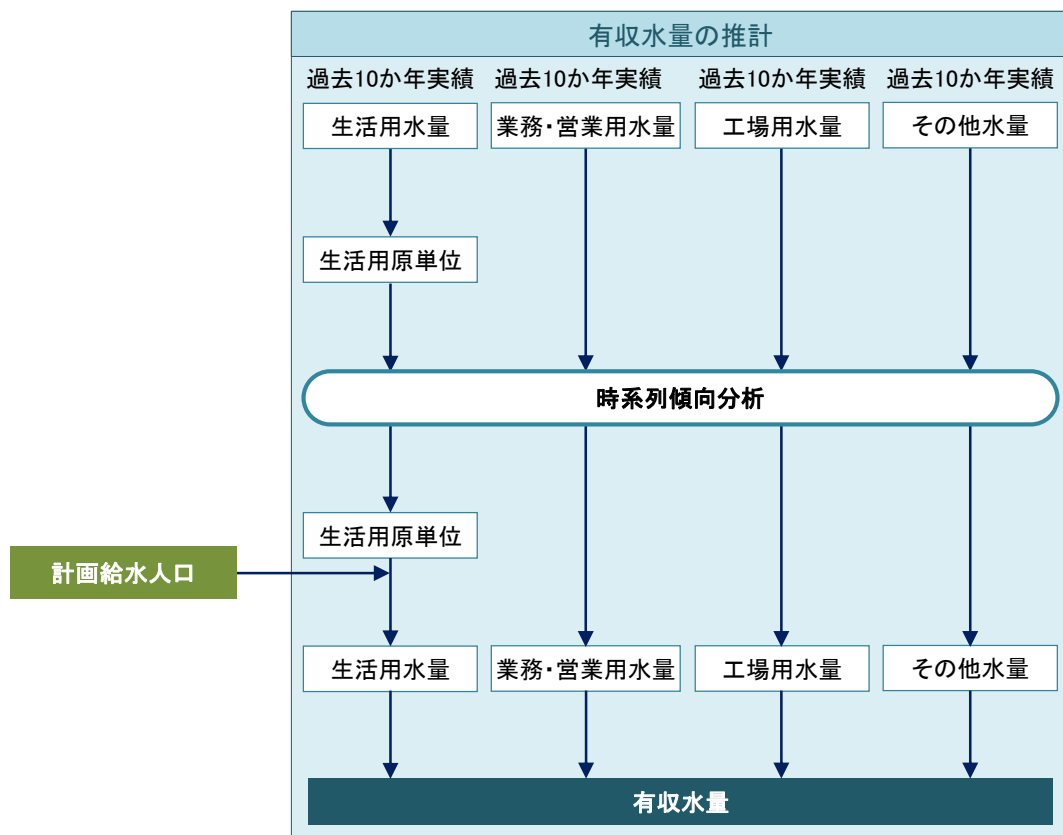 有収水量の推計
過去10か年実績 過去10か年実績 過去10か年実績 過去10か年実績
生活用水量 業務・営業用水量 工場用水量 その他水量
生活用原単位
時系列傾向分析
生活用原単位
計画給水人口
生活用水量 業務・営業用水量 工場用水量 その他水量
有収水量